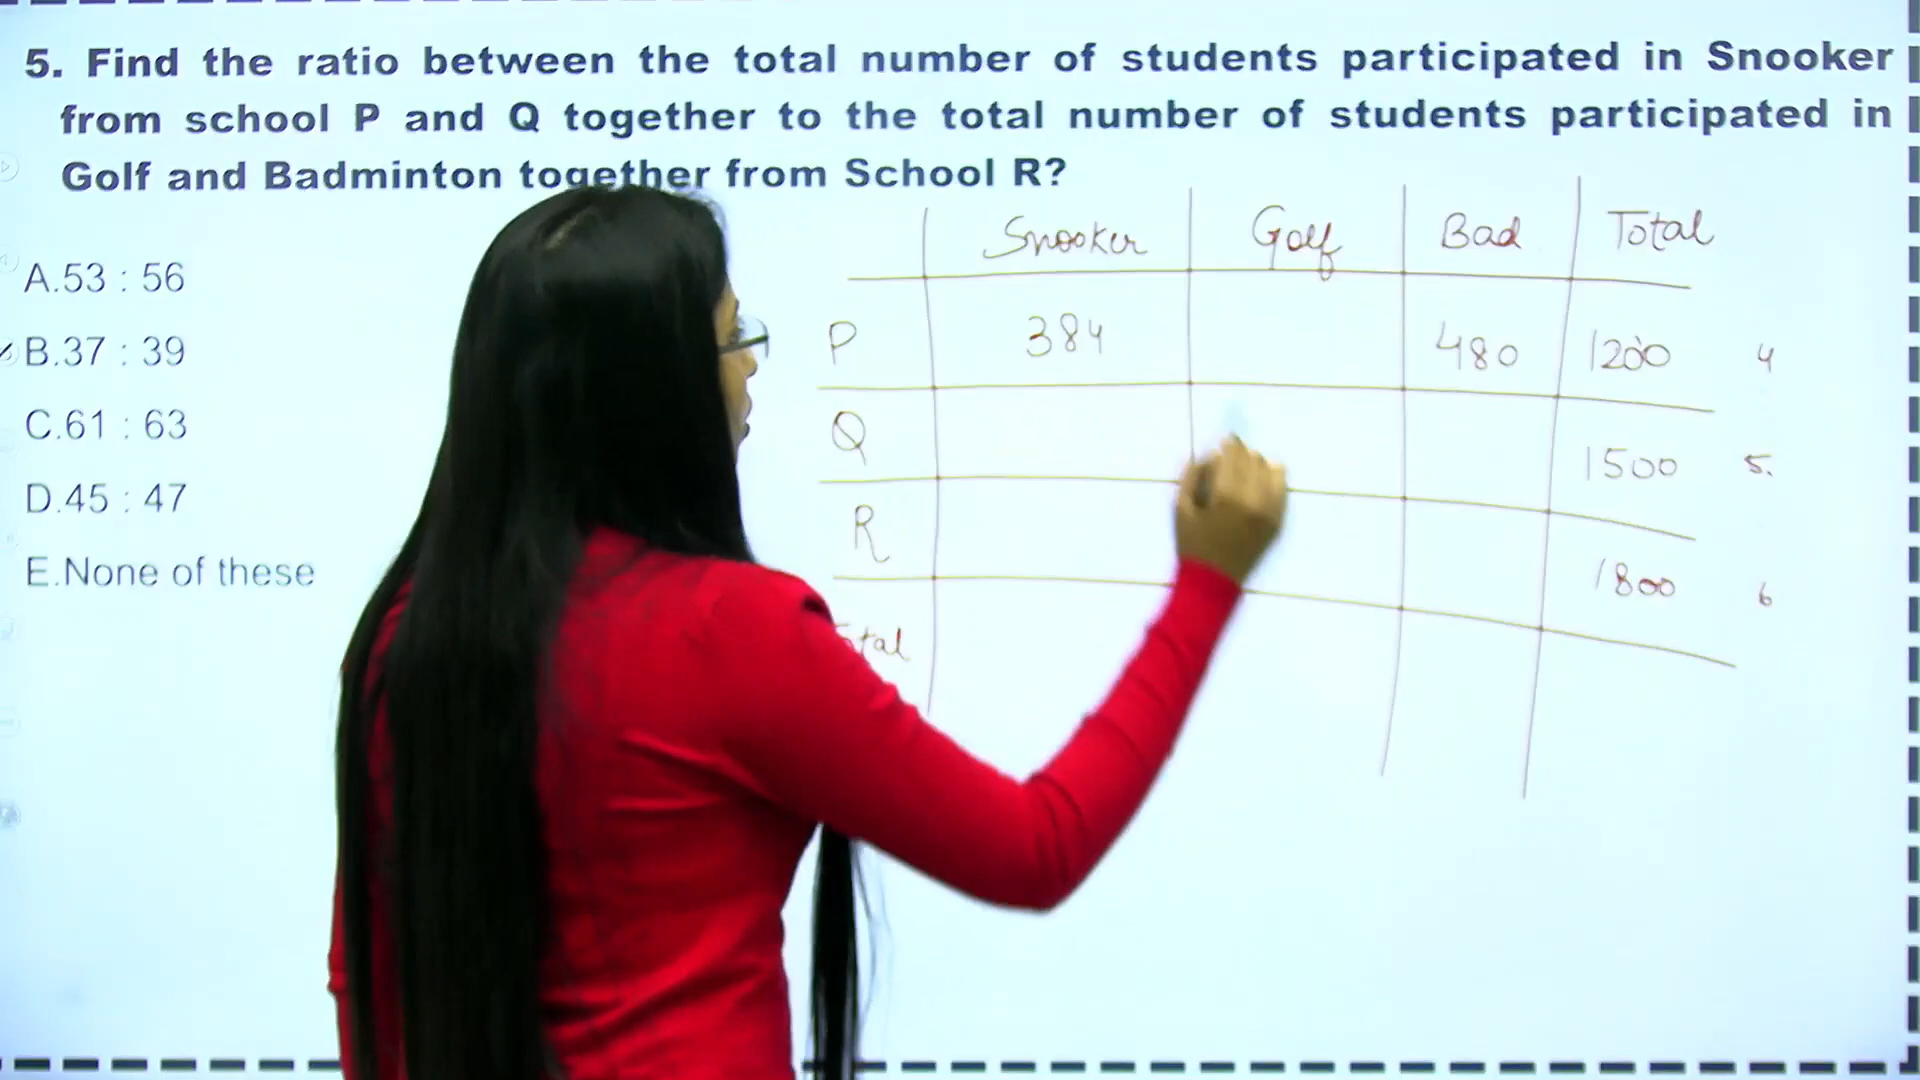 5. Find the ratio between the total number of students participated in Snooker
from school P and Q together to the total number of students participated in
Golf and Badminton together from School R?
A.53 : 56
B.37 : 39
C.61 : 63
D.45 : 47
E.None of these
Snooker Golf Bad Total
P 384 480 1200 4
Q 1500 5.
R 1800 6